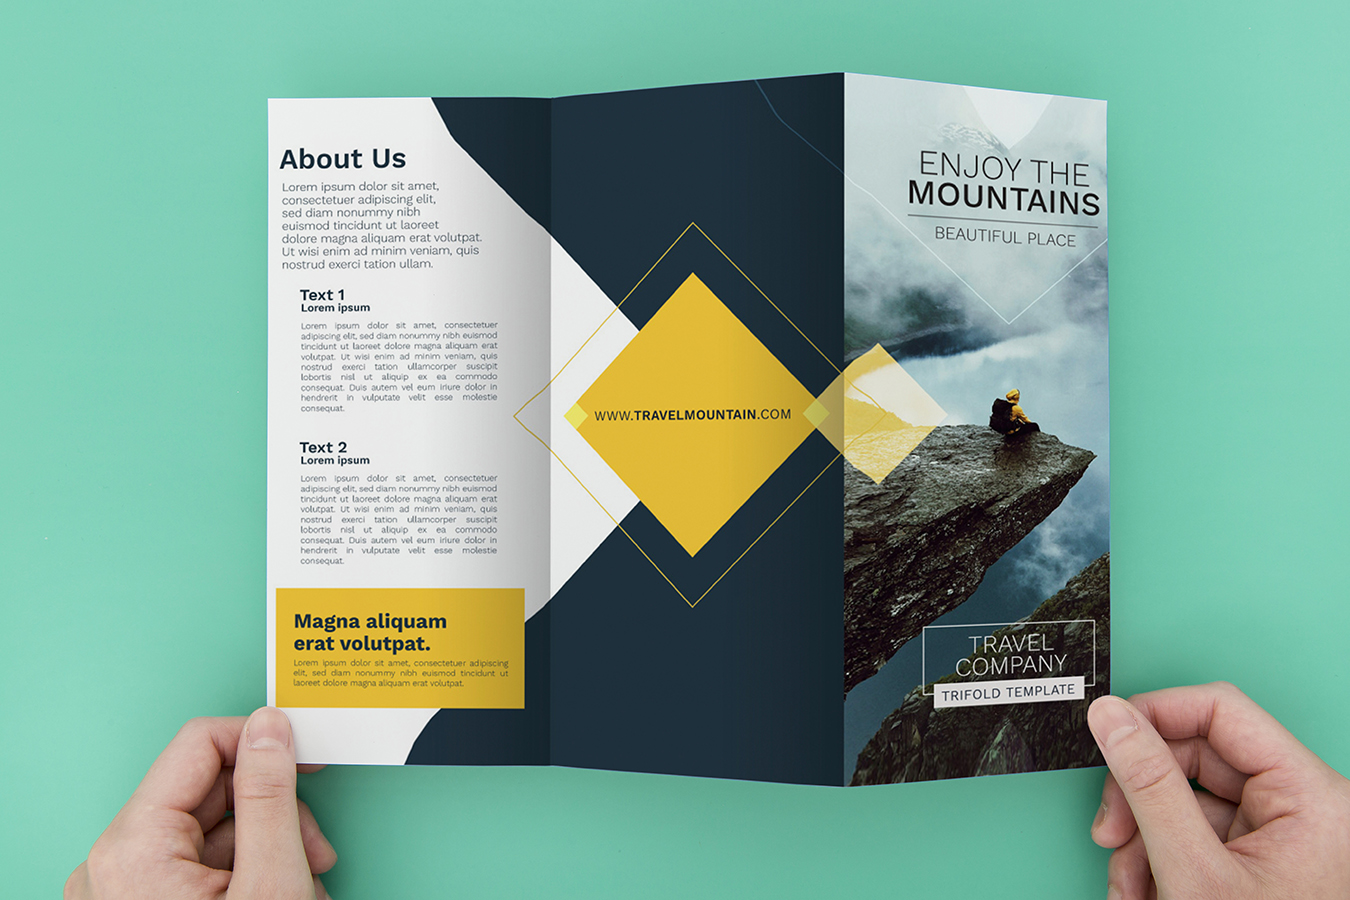 About Us
Lorem ipsum dolor sit amet,
consectetuer adipiscing elit,
sed diam nonummy nibh
euismod tincidunt ut laoreet
dolore magna aliquam erat volutpat.
Ut wisi enim ad minim veniam, quis
nostrud exerci tation ullam.
Text 1
Lorem ipsum
Lorem ipsum dolor sit amet, consectetuer
adipiscing elit, sed diam nonummy nibh euismod
tincidunt ut laoreet dolore magna aliquam erat
volutpat. Ut wisi enim ad minim veniam, quis
nostrud exerci tation ullamcorper suscipit
lobortis nisl ut aliquip ex ea commodo
consequat. Duis autem vel eum iriure dolor in
hendrerit in vulputate velit esse molestie
consequat.
Text 2
Lorem ipsum
Lorem ipsum dolor sit amet, consectetuer
adipiscing elit, sed diam nonummy nibh euismod
tincidunt ut laoreet dolore magna aliquam erat
volutpat. Ut wisi enim ad minim veniam, quis
nostrud exerci tation ullamcorper suscipit
lobortis nisl ut aliquip ex ea commodo
consequat. Duis autem vel eum iriure dolor in
hendrerit in vulputate velit esse molestie
consequat.
Magna aliquam
erat volutpat.
Lorem ipsum dolor sit amet, consectetuer adipiscing
elit, sed diam nonummy nibh euismod tincidunt ut
laoreet dolore magna aliquam erat volutpat.
WWW.TRAVELMOUNTAIN.COM
ENJOY THE
MOUNTAINS
BEAUTIFUL PLACE
TRAVEL
COMPANY
TRIFOLD TEMPLATE